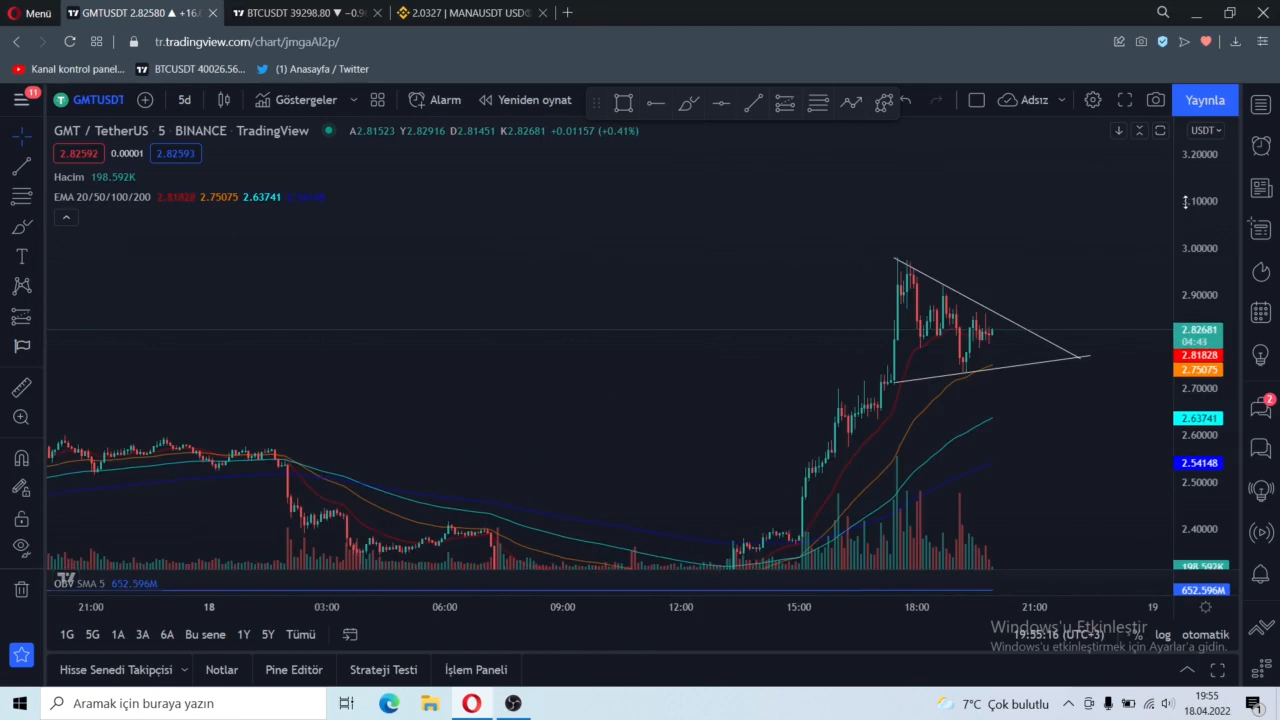 Menü
GMTUSDT 2.82580 ▲ +16.
BTCUSDT 39298.80 ▼ −0.9
2.0327 | MANAUSDT USD
tr.tradingview.com/chart/jmgaAI2p/
Kanal kontrol panel...
BTCUSDT 40026.56...
(1) Anasayfa / Twitter
11
GMTUSDT
5d
Göstergeler
Alarm
Yeniden oynat
Adsız
Yayınla
GMT / TetherUS · 5 · BINANCE · TradingView
A2.81523 Y2.82916 D2.81451 K2.82681 +0.01157 (+0.41%)
USDT
2.82592
0.00001
2.82593
Hacim 198.592K
EMA 20/50/100/200 2.81828 2.75075 2.63741
3.20000
3.10000
3.00000
2.90000
2.82681
04:43
2.81828
2.75075
2.70000
2.63741
2.60000
2.54148
2.50000
2.40000
198.592K
652.596M
2
OBV SMA 5 652.596M
21:00
18
03:00
06:00
09:00
12:00
15:00
18:00
21:00
19
1G
5G
1A
3A
6A
Bu sene
1Y
5Y
Tümü
19:55:16 (UTC+3)
%
log
otomatik
Windows'u Etkinleştir
Windows'u etkinleştirmek için Ayarlar'a gidin.
Hisse Senedi Takipçisi
Notlar
Pine Editör
Strateji Testi
İşlem Paneli
Aramak için buraya yazın
7°C Çok bulutlu
19:55
18.04.2022
1